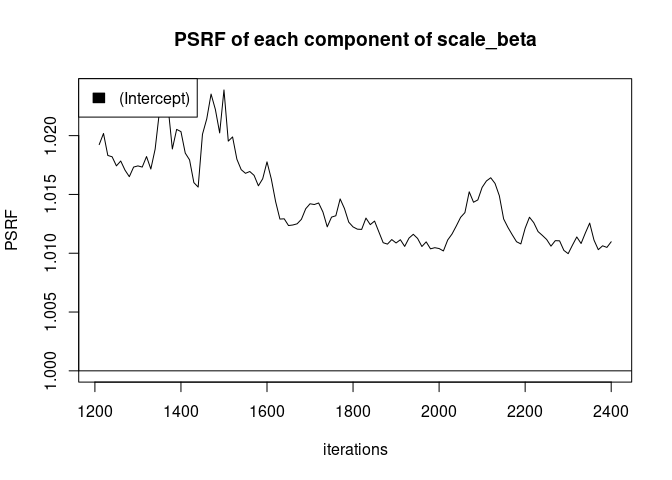 PSRF of each component of scale_beta
(Intercept)
PSRF
1.020
1.015
1.010
1.005
1.000
1200 1400 1600 1800 2000 2200 2400
iterations